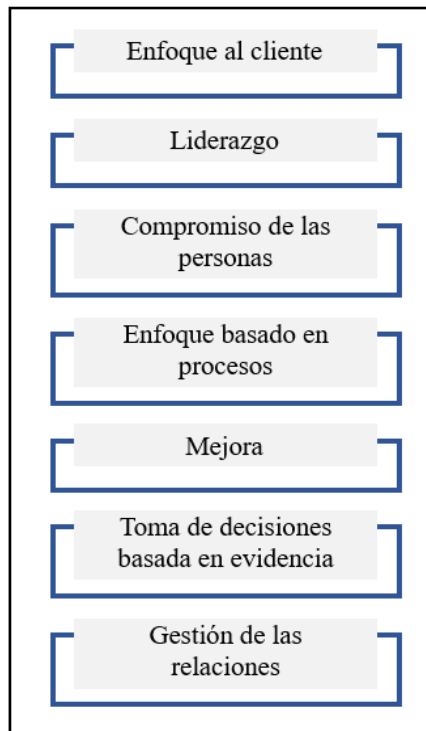 Enfoque al cliente
Liderazgo
Compromiso de las
personas
Enfoque basado en
procesos
Mejora
Toma de decisiones
basada en evidencia
Gestión de las
relaciones